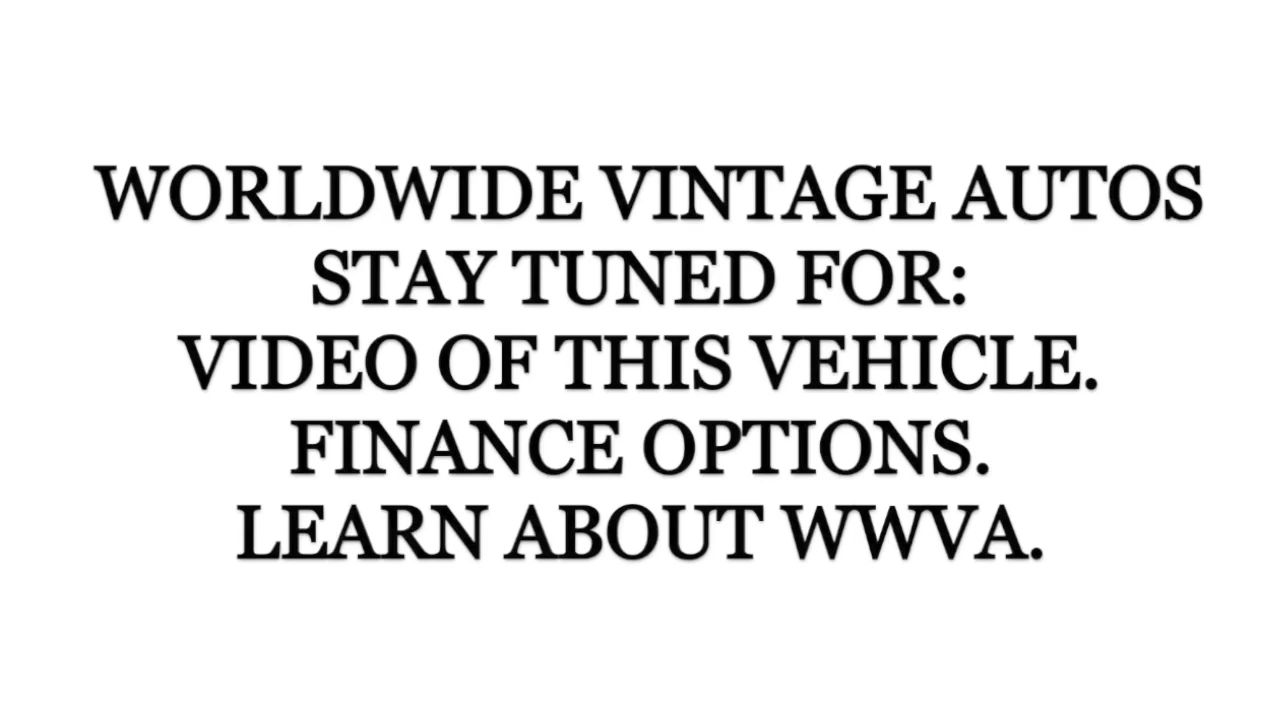 WORLDWIDE VINTAGE AUTOS
STAY TUNED FOR:
VIDEO OF THIS VEHICLE.
FINANCE OPTIONS.
LEARN ABOUT WWVA.